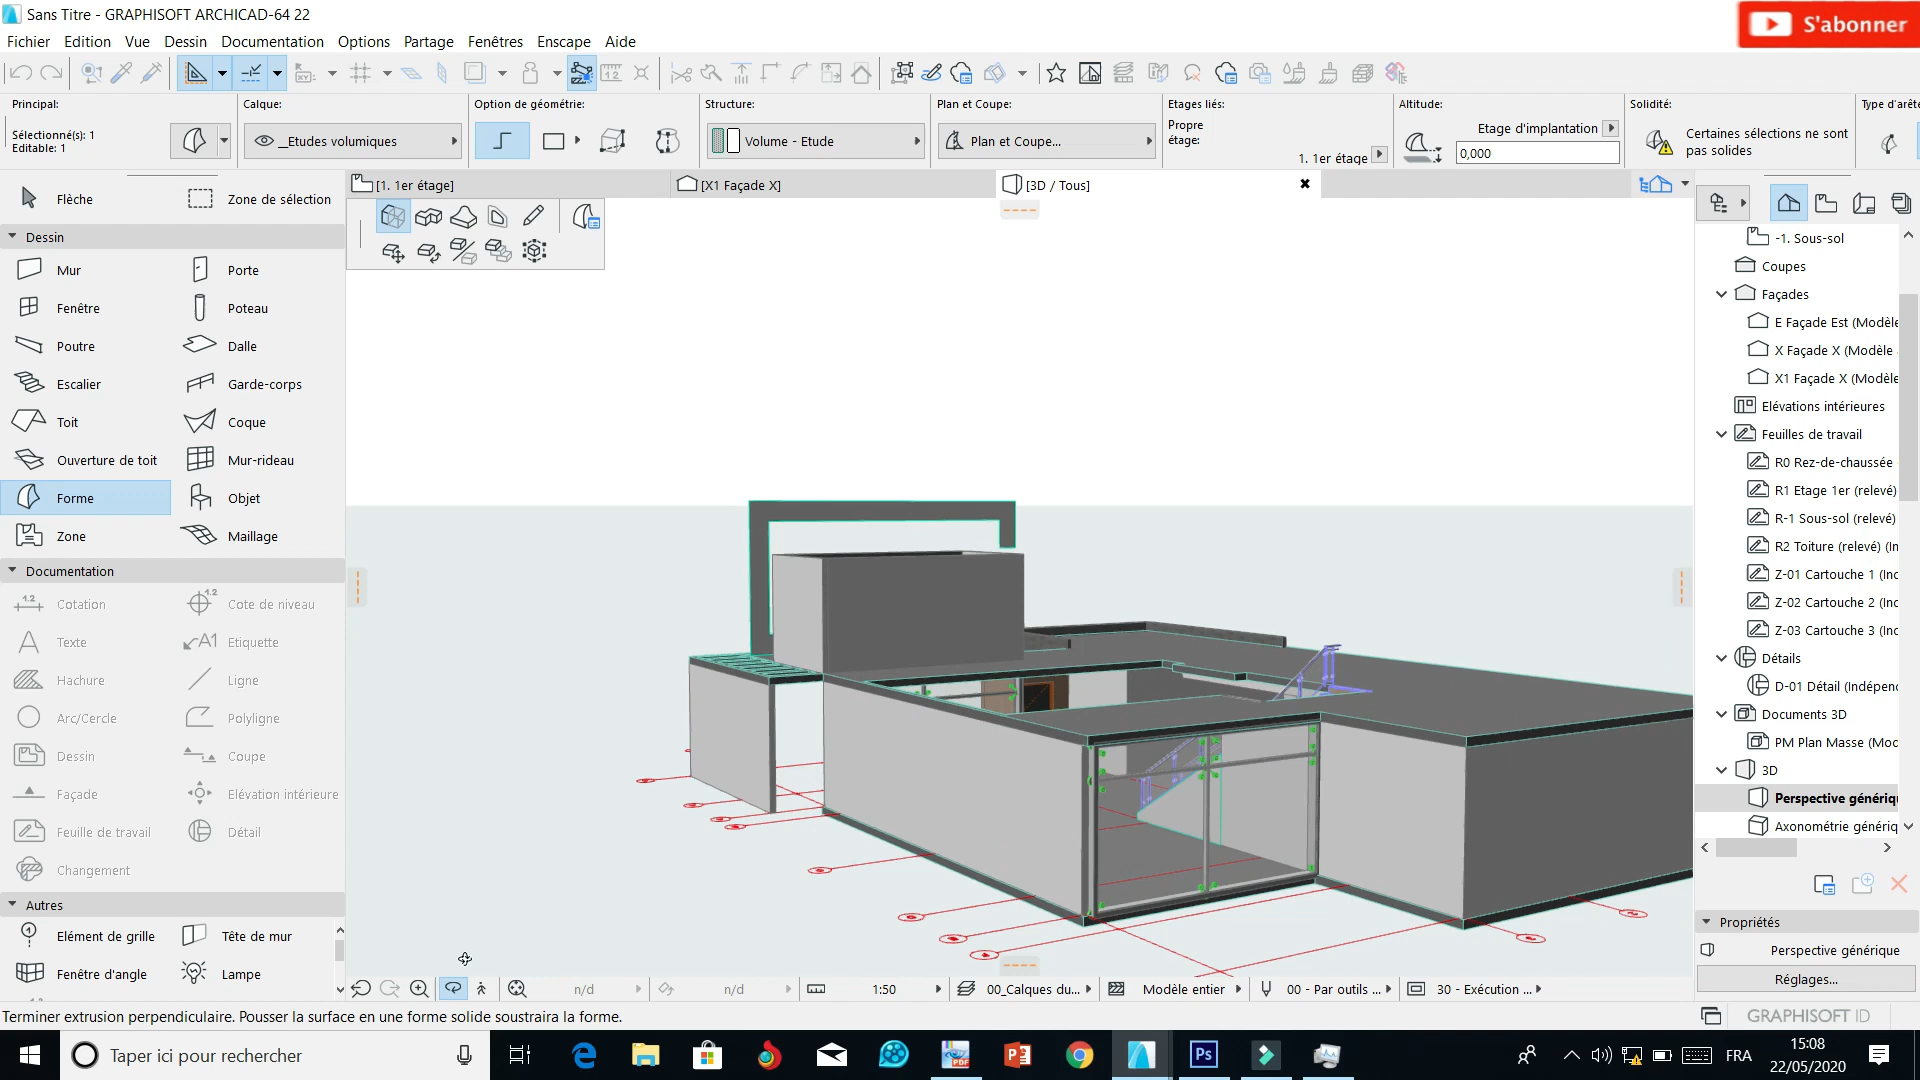 Sans Titre - GRAPHISOFT ARCHICAD-64 22
S'abonner
Fichier Edition Vue Dessin Documentation Options Partage Fenêtres Enscape Aide
Principal:
Sélectionné(s): 1
Editable: 1
Calque:
__Etudes volumiques
Option de géométrie:
Structure:
Volume - Etude
Plan et Coupe:
Plan et Coupe...
Etages liés:
Propre
étage:
1. 1er étage
Altitude:
Etage d'implantation
0,000
Solidité:
Certaines sélections ne sont
pas solides
Type d'arête
[1. 1er étage]
[X1 Façade X]
[3D / Tous]
Flèche
Zone de sélection
Dessin
Mur
Porte
Fenêtre
Poteau
Poutre
Dalle
Escalier
Garde-corps
Toit
Coque
Ouverture de toit
Mur-rideau
Forme
Objet
Zone
Maillage
Documentation
1.2 Cotation
1.2 Cote de niveau
Texte
A1 Etiquette
Hachure
Ligne
Arc/Cercle
Polyligne
Dessin
Coupe
Façade
Elévation intérieure
Feuille de travail
Détail
Changement
Autres
Elément de grille
Tête de mur
Fenêtre d'angle
Lampe
-1. Sous-sol
Coupes
Façades
E Façade Est (Modèle
X Façade X (Modèle
X1 Façade X (Modèle
Elévations intérieures
Feuilles de travail
R0 Rez-de-chaussée
R1 Etage 1er (relevé)
R-1 Sous-sol (relevé)
R2 Toiture (relevé) (In
Z-01 Cartouche 1 (Inc
Z-02 Cartouche 2 (Inc
Z-03 Cartouche 3 (Inc
Détails
D-01 Détail (Indépenc
Documents 3D
PM Plan Masse (Moc
3D
Perspective génériqu
Axonométrie génériq
Propriétés
Perspective générique
Réglages...
n/d
n/d
1:50
00_Calques du...
Modèle entier
00 - Par outils ...
30 - Exécution ...
Terminer extrusion perpendiculaire. Pousser la surface en une forme solide soustraira la forme.
GRAPHISOFT ID
Taper ici pour rechercher
FRA
15:08
22/05/2020